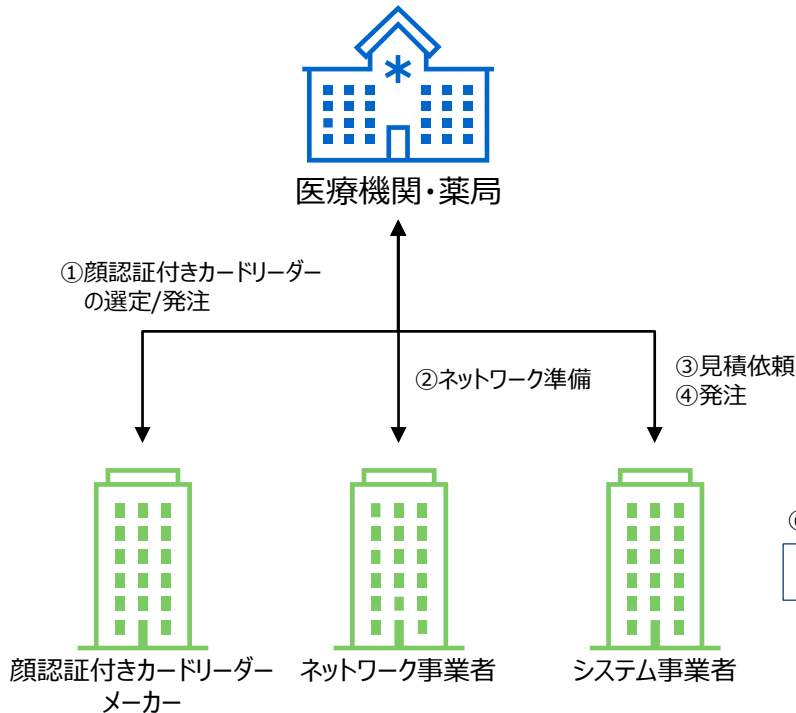 医療機関・薬局
①顔認証付きカードリーダー
の選定/発注
②ネットワーク準備
③見積依頼
④発注
顔認証付きカードリーダー
メーカー
ネットワーク事業者
システム事業者